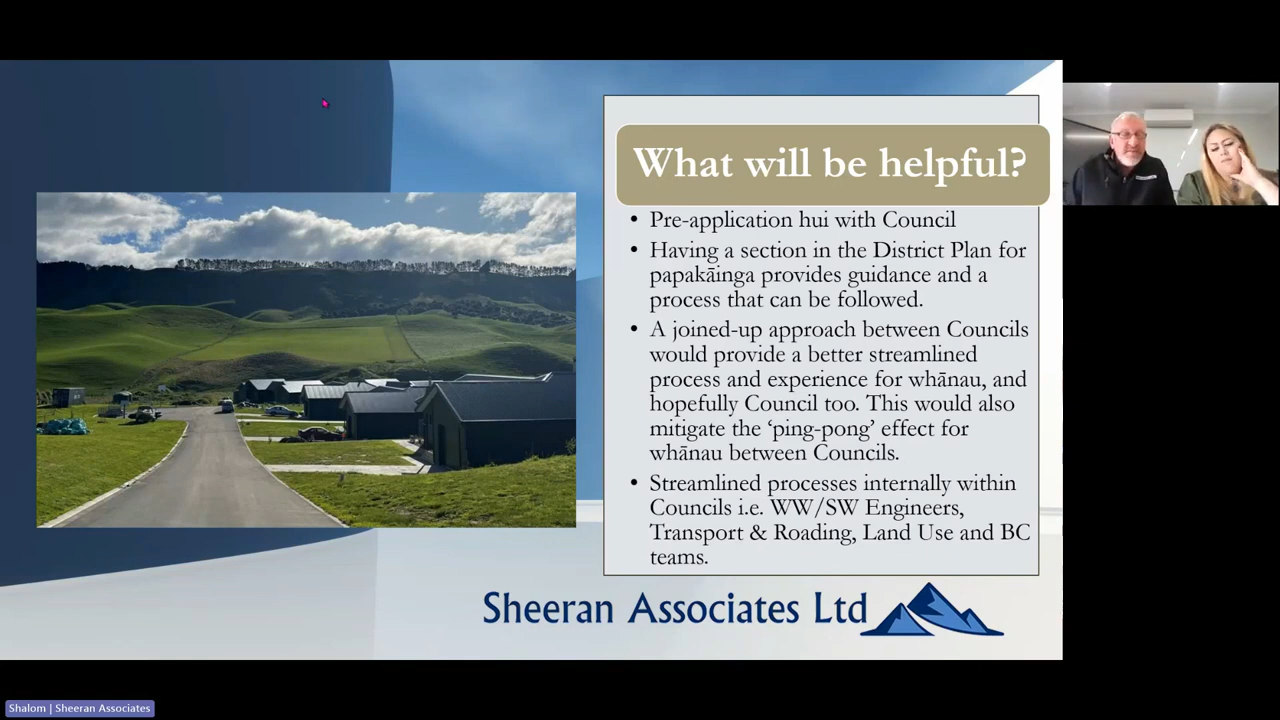 What will be helpful?
• Pre-application hui with Council
• Having a section in the District Plan for
papakāinga provides guidance and a
process that can be followed.
• A joined-up approach between Councils
would provide a better streamlined
process and experience for whānau, and
hopefully Council too. This would also
mitigate the ‘ping-pong’ effect for
whānau between Councils.
• Streamlined processes internally within
Councils i.e. WW/SW Engineers,
Transport & Roading, Land Use and BC
teams.
Sheeran Associates Ltd
Shalom | Sheeran Associates